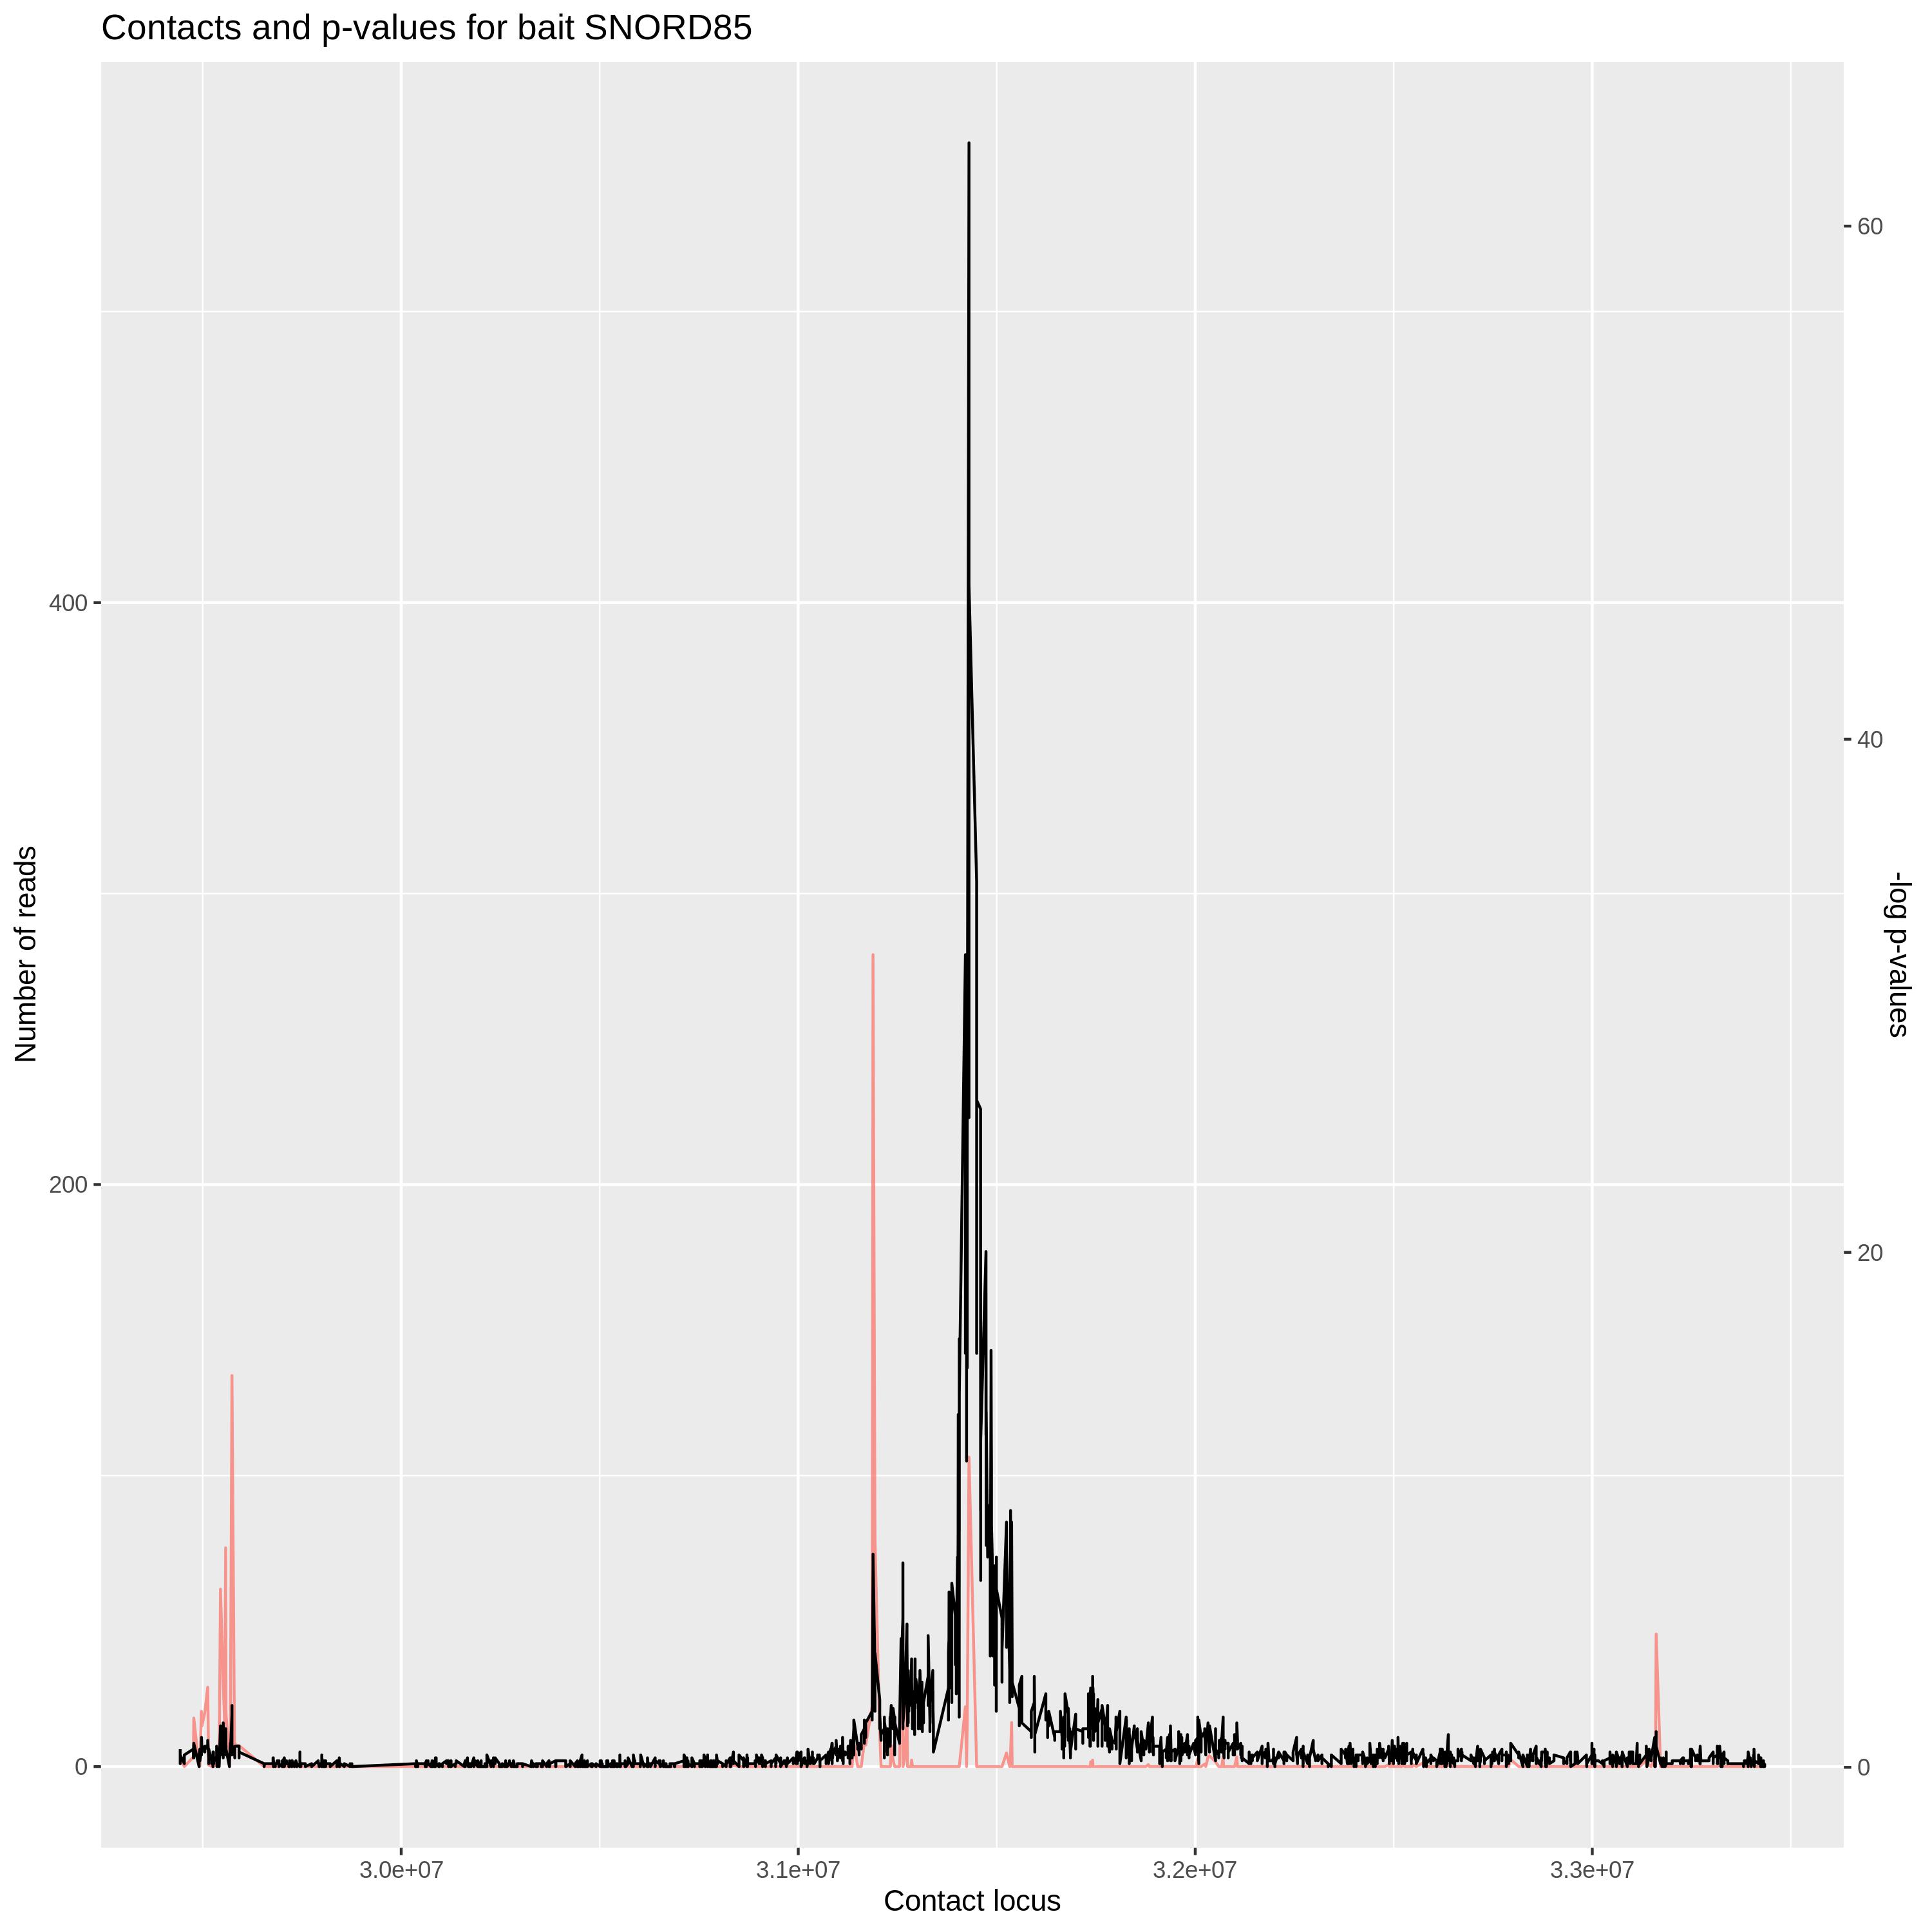 Contacts and p-values for bait SNORD85
Number of reads
400
200
0
60
40
20
0
-log p-values
3.0e+07
3.1e+07
3.2e+07
3.3e+07
Contact locus